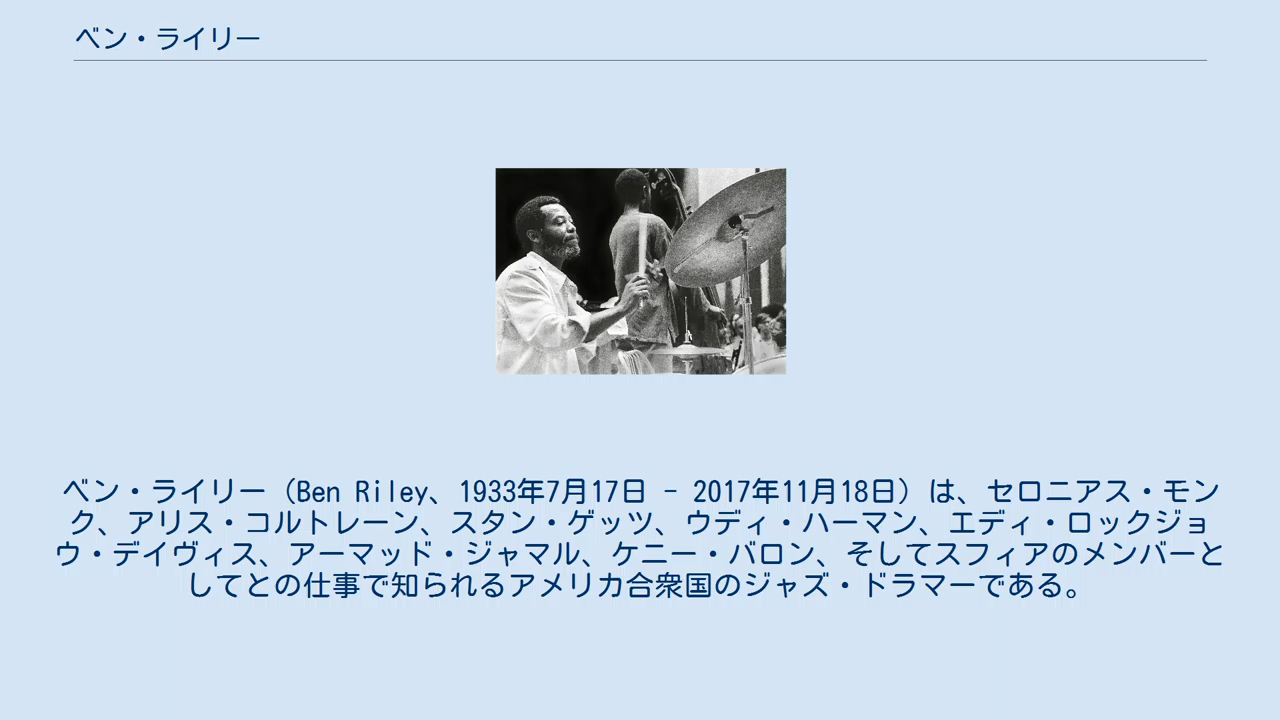 ベン・ライリー
ベン・ライリー（Ben Riley、1933年7月17日 - 2017年11月18日）は、セロニアス・モン
ク、アリス・コルトレーン、スタン・ゲッツ、ウディ・ハーマン、エディ・ロックジョ
ウ・デイヴィス、アーマッド・ジャマル、ケニー・バロン、そしてスフィアのメンバーと
してとの仕事で知られるアメリカ合衆国のジャズ・ドラマーである。